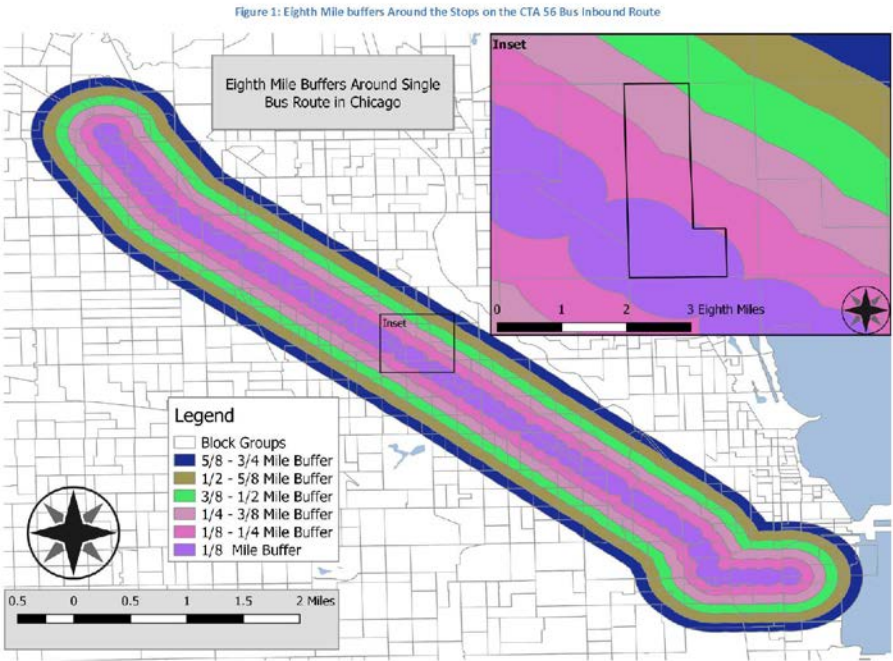 Figure 1: Eighth Mile buffers Around the Stops on the CTA 56 Bus Inbound Route
Eighth Mile Buffers Around Single
Bus Route in Chicago
Inset
0 1 2 3 Eighth Miles
Inset
Legend
Block Groups
5/8 - 3/4 Mile Buffer
1/2 - 5/8 Mile Buffer
3/8 - 1/2 Mile Buffer
1/4 - 3/8 Mile Buffer
1/8 - 1/4 Mile Buffer
1/8 Mile Buffer
0.5 0 0.5 1 1.5 2 Miles